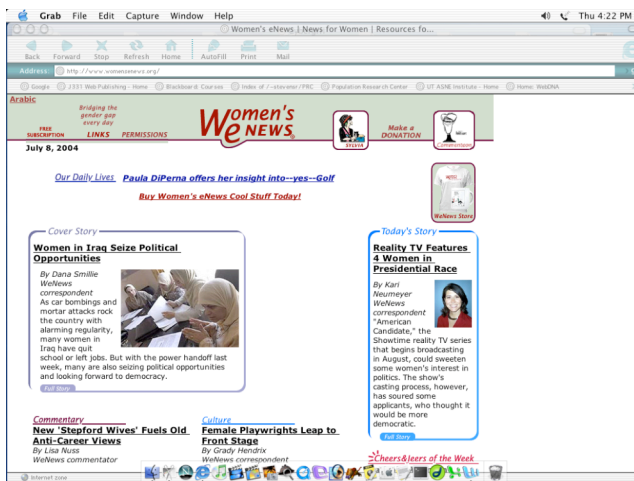 Grab File Edit Capture Window Help
Thu 4:22 PM
Women's eNews | News for Women | Resources fo...
Back Forward Stop Refresh Home AutoFill Print Mail
Address: http://www.womensenews.org/
Google J331 Web Publishing - Home Blackboard: Courses Index of /~stevener/PRC Population Research Center UT ASNE Institute - Home Home: WebDNA
Arabic
Bridging the
gender gap
every day
FREE
SUBSCRIPTION
LINKS
PERMISSIONS
Women's
eNews
SYLVIA
Make a
DONATION
Commentoon
July 8, 2004
Our Daily Lives Paula DiPerna offers her insight into--yes--Golf
Buy Women's eNews Cool Stuff Today!
WeNews Store
Cover Story
Women in Iraq Seize Political
Opportunities
By Dana Smillie
WeNews
correspondent
As car bombings and
mortar attacks rock
the country with
alarming regularity,
many women in
Iraq have quit
school or left jobs. But with the power handoff last
week, many are also seizing political opportunities
and looking forward to democracy.
Full Story
Today's Story
Reality TV Features
4 Women in
Presidential Race
By Kari
Neumeyer
WeNews
correspondent
"American
Candidate," the
Showtime reality TV series
that begins broadcasting
in August, could sweeten
some women's interest in
politics. The show's
casting process, however,
has soured some
applicants, who thought it
would be more
democratic.
Full Story
Commentary
New 'Stepford Wives' Fuels Old
Anti-Career Views
By Lisa Nuss
WeNews commentator
Culture
Female Playwrights Leap to
Front Stage
By Grady Hendrix
WeNews correspondent
Cheers&Jeers of the Week
Internet zone